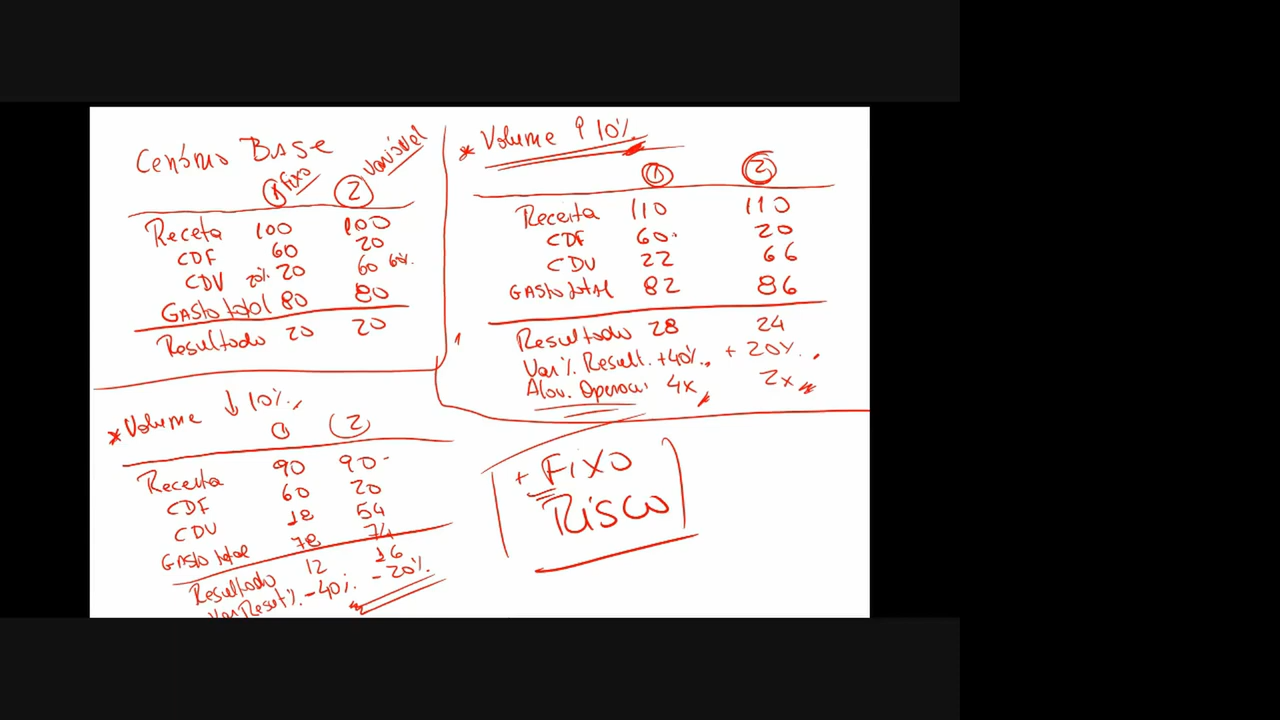 Cenário Base
① Fixo ② Variável
Receta 100 100
CDF 60 20
CDV 20% 20 60 60%
Gasto total 80 80
Resultado 20 20
* Volume ↑ 10%
① ②
Receita 110 110
CDF 60 20
CDV 22 66
Gasto total 82 86
Resultado 28 24
Var% Result. +40% +20%
Alav. Operac. 4x 2x
* Volume ↓ 10%
① ②
Receita 90 90
CDF 60 20
CDV 18 54
Gasto total 78 74
Resultado 12 16
Var Result% -40% -20%
+ Fixo
Risco